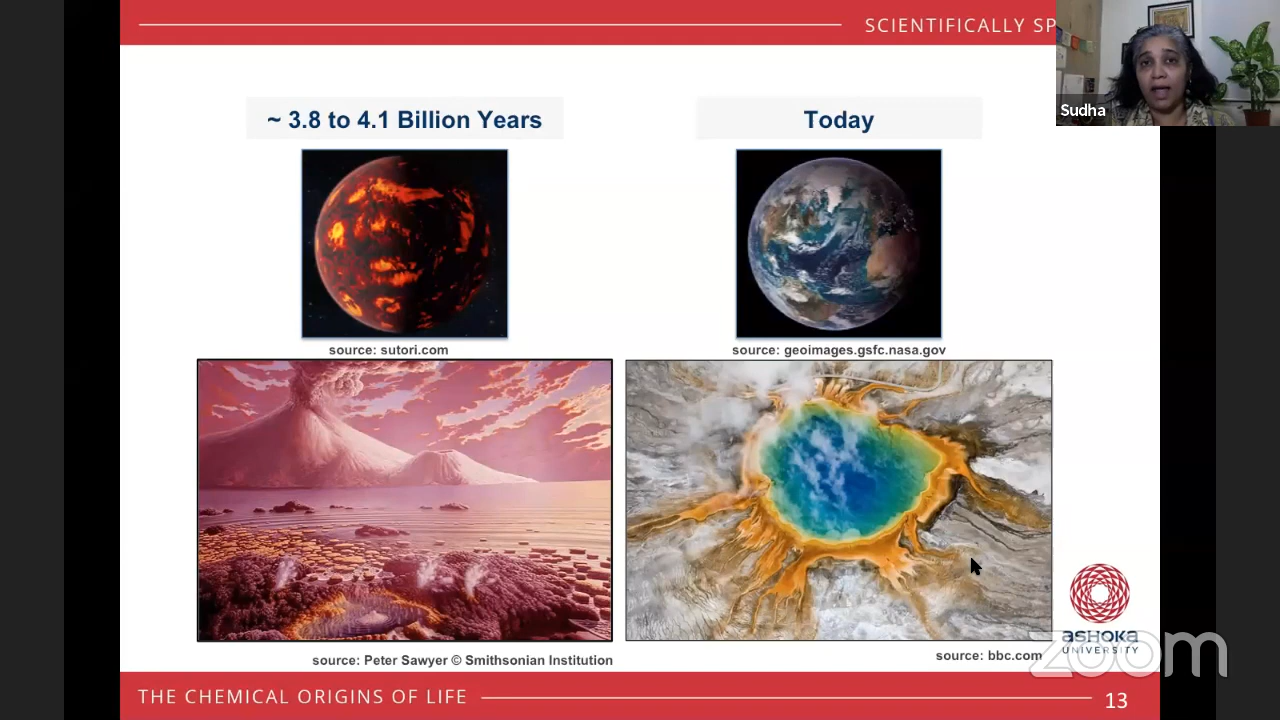 SCIENTIFICALLY SP
Sudha
~ 3.8 to 4.1 Billion Years
Today
source: sutori.com
source: geoimages.gsfc.nasa.gov
source: Peter Sawyer © Smithsonian Institution
source: bbc.com
ASHOKA
UNIVERSITY
zoom
THE CHEMICAL ORIGINS OF LIFE
13